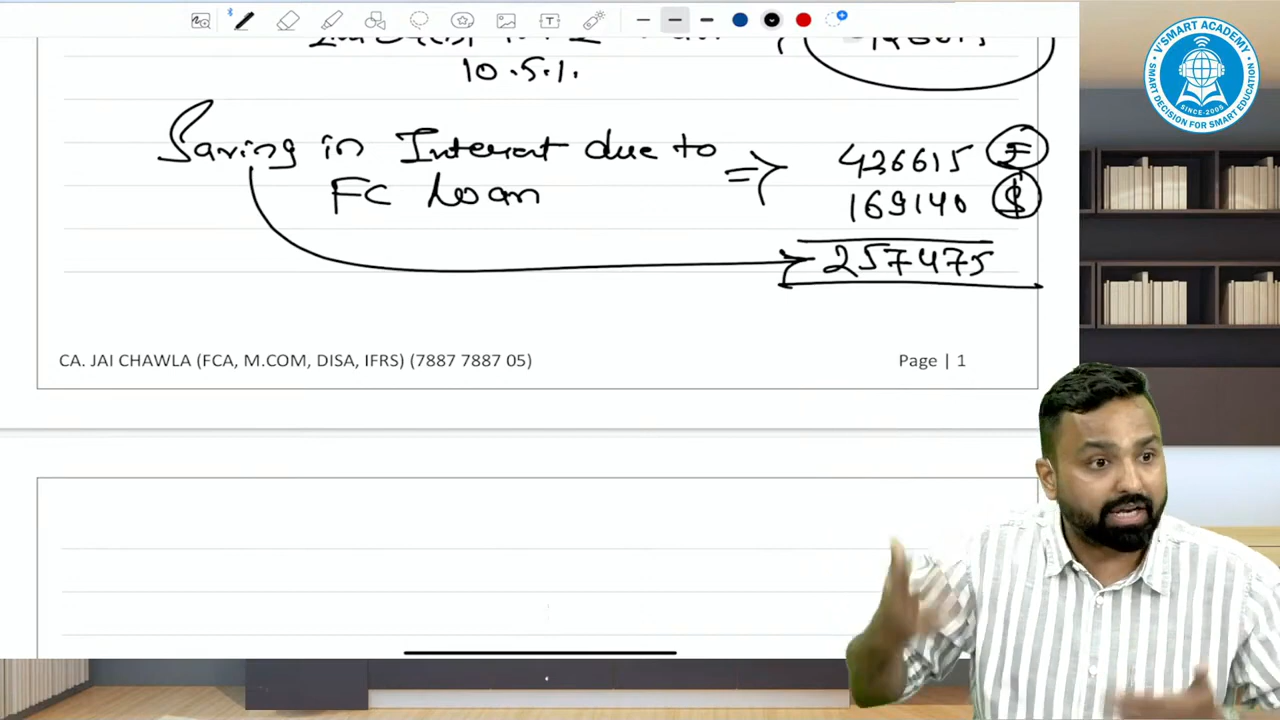 10.5%.
Saving in Interest due to => 426615 ₹
FC Loan 169140 $
257475
CA. JAI CHAWLA (FCA, M.COM, DISA, IFRS) (7887 7887 05) Page | 1
V'SMART ACADEMY
SMART DECISION FOR SMART EDUCATION
SINCE-2005